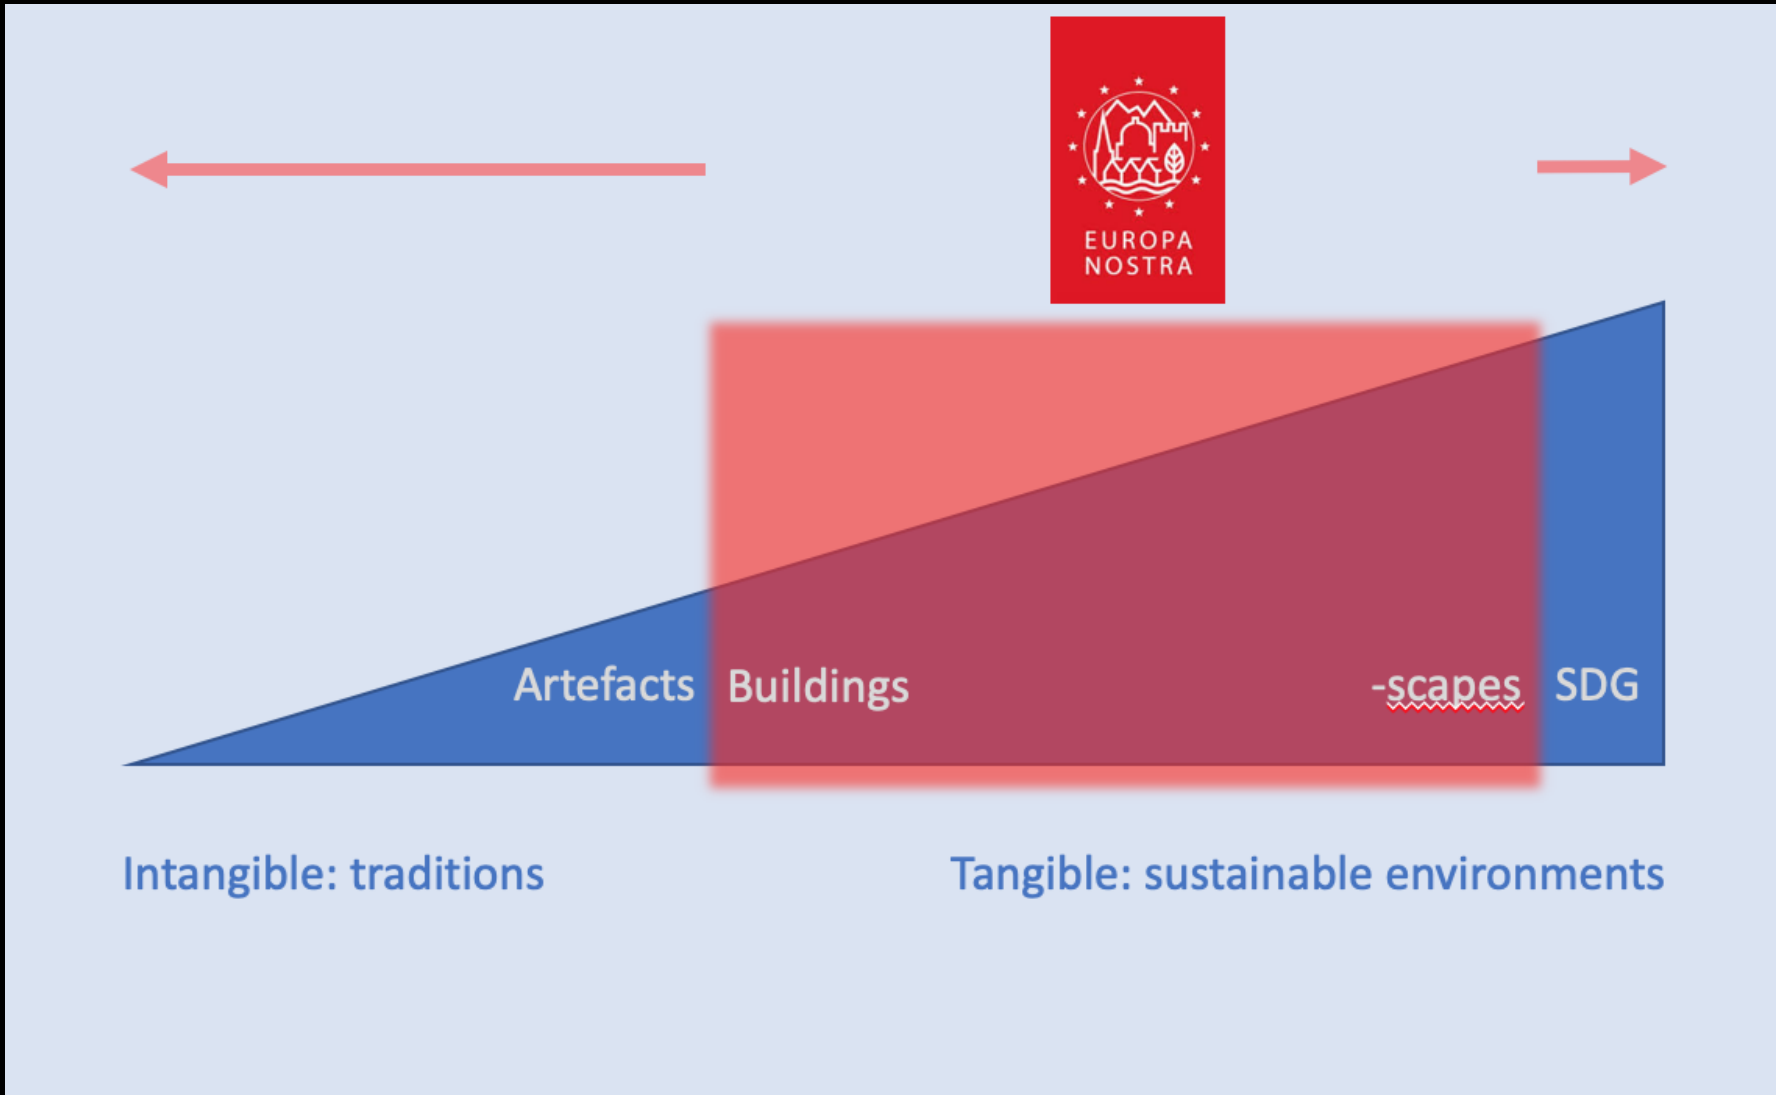 EUROPA
NOSTRA
Artefacts Buildings -scapes SDG
Intangible: traditions Tangible: sustainable environments